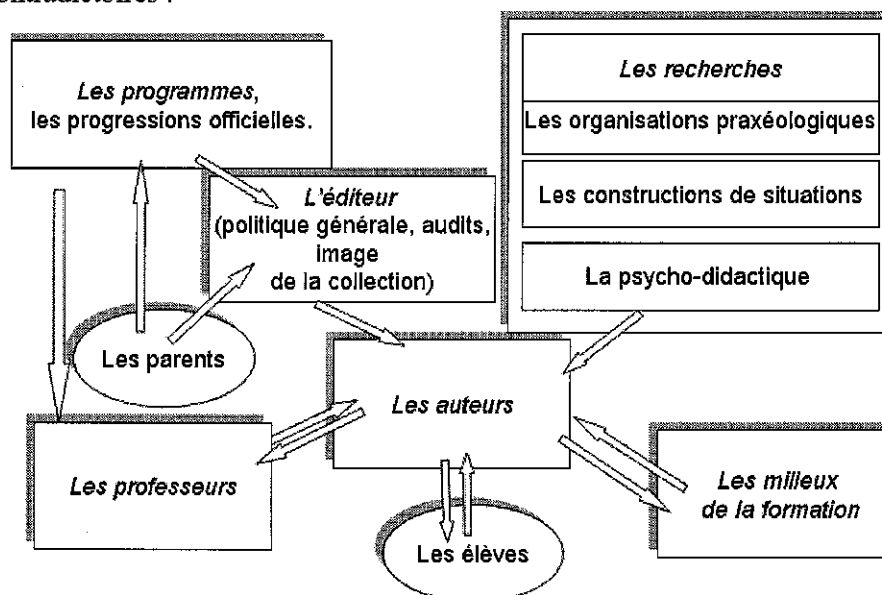 Les programmes,
les progressions officielles.
Les recherches
Les organisations praxéologiques
Les constructions de situations
La psycho-didactique
L'éditeur
(politique générale, audits,
image
de la collection)
Les parents
Les auteurs
Les professeurs
Les milieux
de la formation
Les élèves